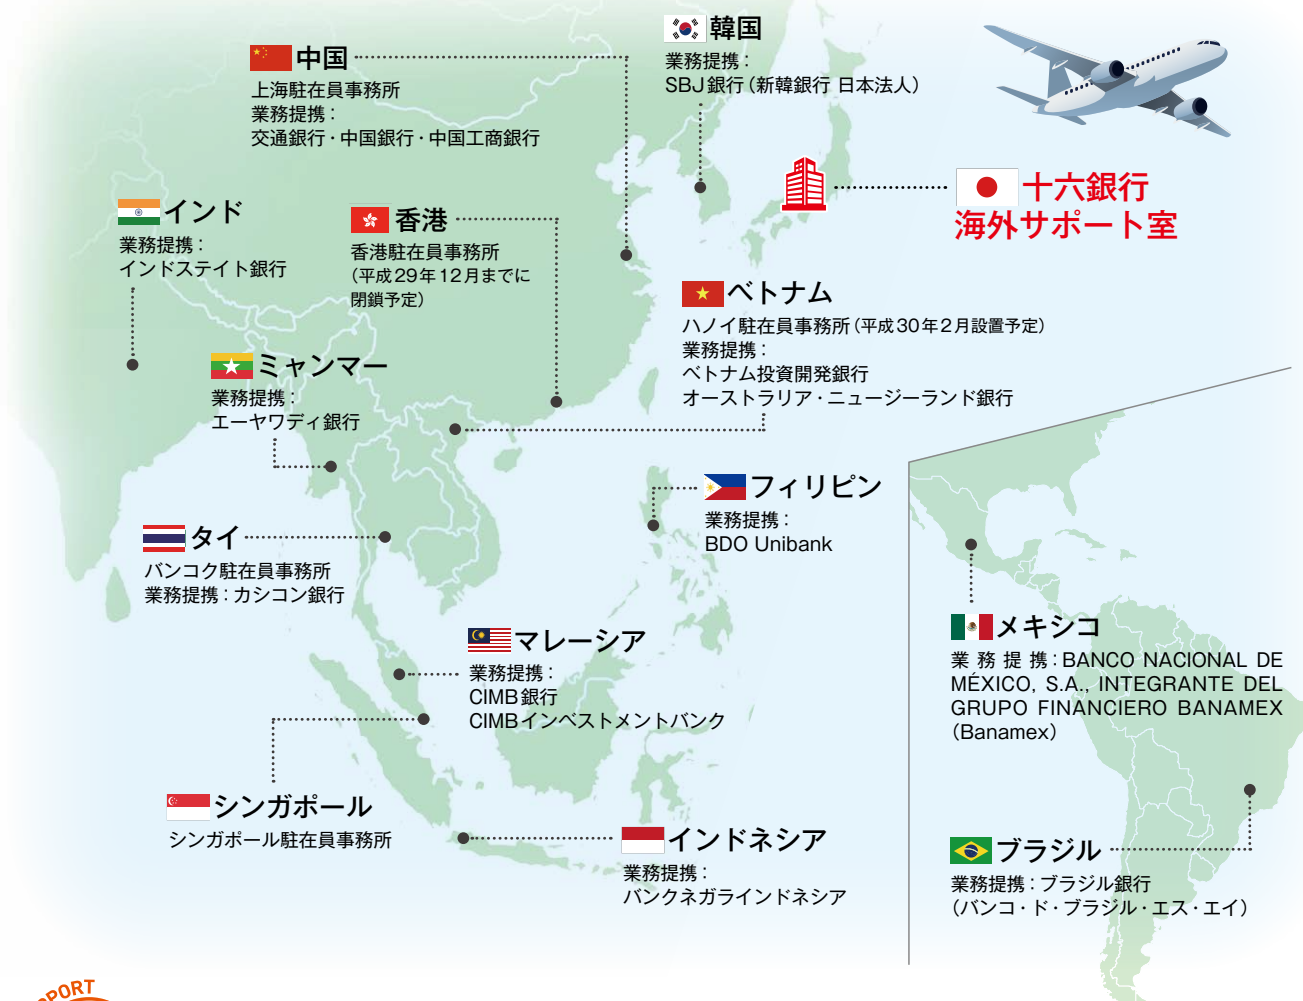 韓国
業務提携：
SBJ銀行（新韓銀行 日本法人）
中国
上海駐在員事務所
業務提携：
交通銀行・中国銀行・中国工商銀行
十六銀行
海外サポート室
インド
業務提携：
インドステイト銀行
香港
香港駐在員事務所
（平成29年12月までに
閉鎖予定）
ベトナム
ハノイ駐在員事務所（平成30年2月設置予定）
業務提携：
ベトナム投資開発銀行
オーストラリア・ニュージーランド銀行
ミャンマー
業務提携：
エーヤワディ銀行
フィリピン
業務提携：
BDO Unibank
タイ
バンコク駐在員事務所
業務提携：カシコン銀行
マレーシア
業務提携：
CIMB銀行
CIMBインベストメントバンク
メキシコ
業務提携：BANCO NACIONAL DE
MÉXICO, S.A., INTEGRANTE DEL
GRUPO FINANCIERO BANAMEX
（Banamex）
シンガポール
シンガポール駐在員事務所
インドネシア
業務提携：
バンクネガラインドネシア
ブラジル
業務提携：ブラジル銀行
（バンコ・ド・ブラジル・エス・エイ）